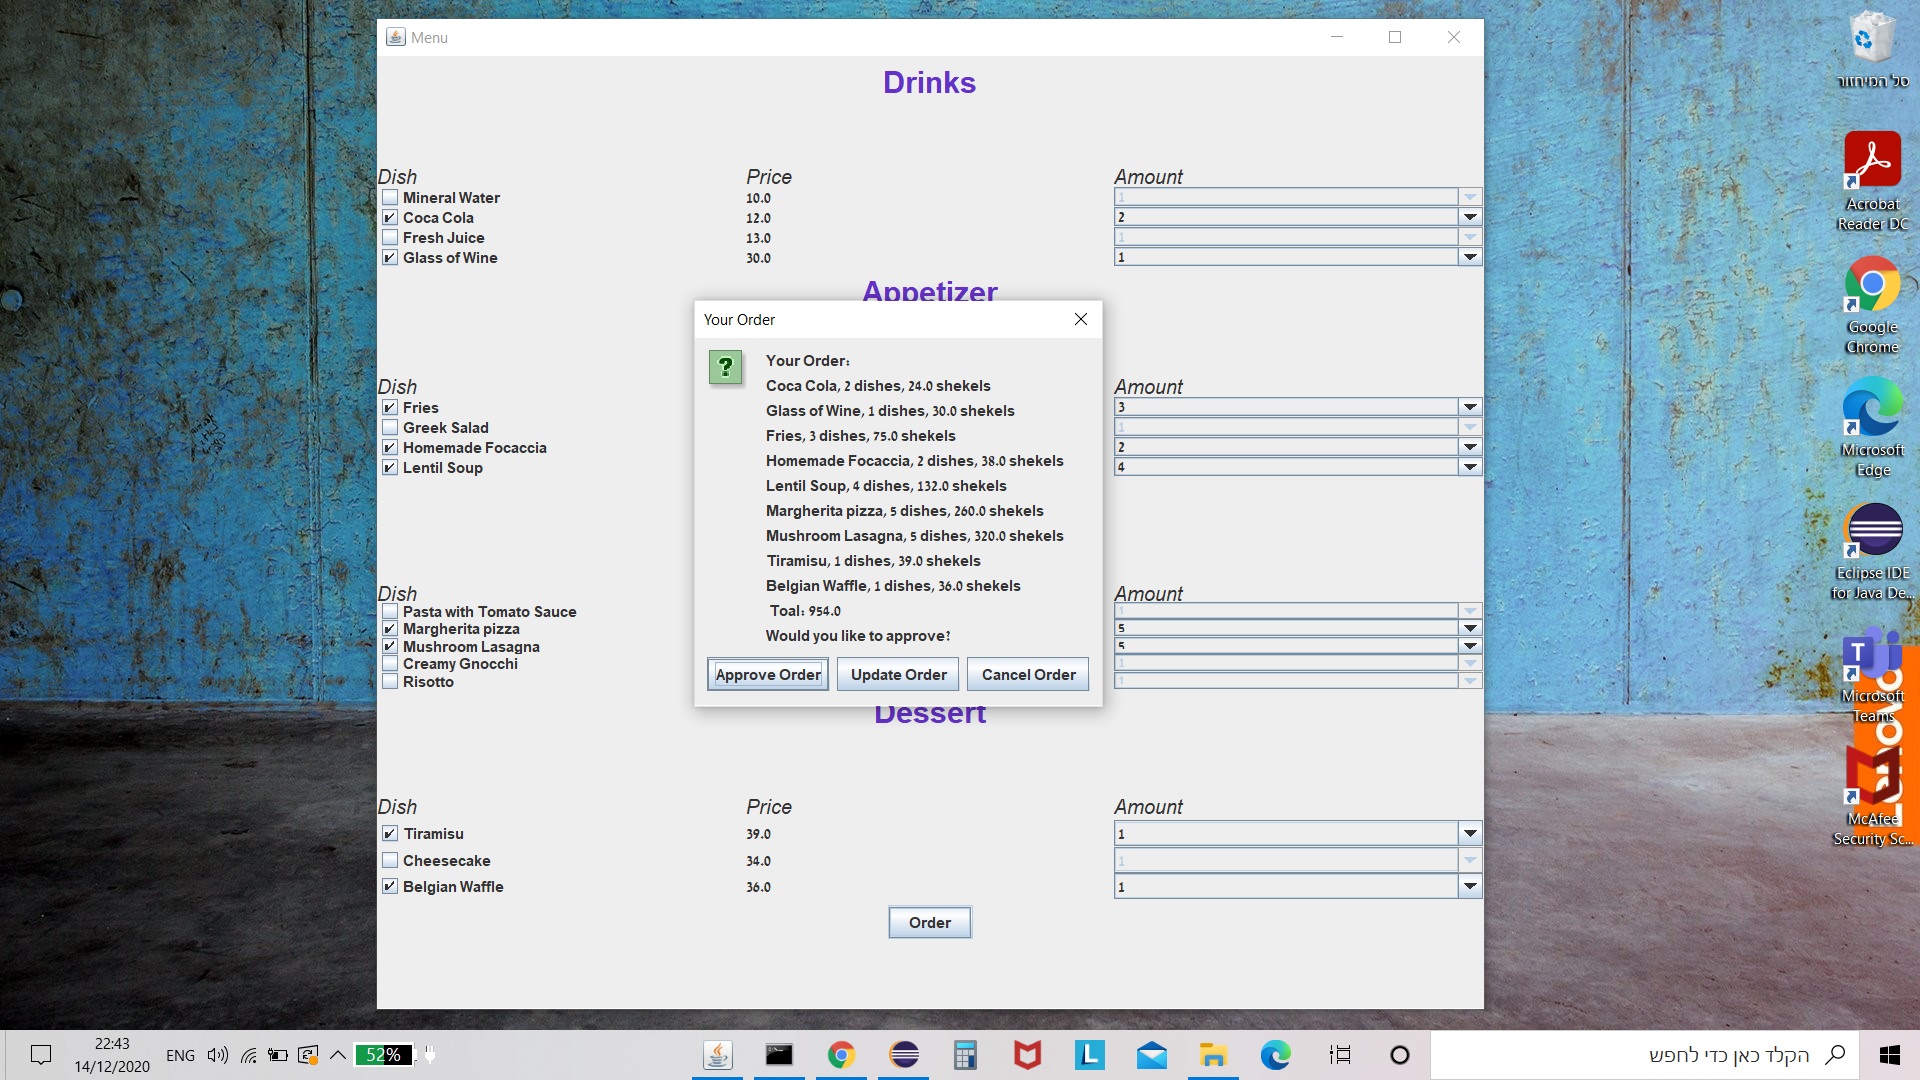 Menu
Drinks
Dish Price Amount
Mineral Water 10.0 1
Coca Cola 12.0 2
Fresh Juice 13.0 1
Glass of Wine 30.0 1
Appetizer
Dish Amount
Fries 3
Greek Salad 1
Homemade Focaccia 2
Lentil Soup 4
Dish Amount
Pasta with Tomato Sauce 1
Margherita pizza 5
Mushroom Lasagna 5
Creamy Gnocchi 1
Risotto 1
Dessert
Dish Price Amount
Tiramisu 39.0 1
Cheesecake 34.0 1
Belgian Waffle 36.0 1
Order
Your Order
Your Order:
Coca Cola, 2 dishes, 24.0 shekels
Glass of Wine, 1 dishes, 30.0 shekels
Fries, 3 dishes, 75.0 shekels
Homemade Focaccia, 2 dishes, 38.0 shekels
Lentil Soup, 4 dishes, 132.0 shekels
Margherita pizza, 5 dishes, 260.0 shekels
Mushroom Lasagna, 5 dishes, 320.0 shekels
Tiramisu, 1 dishes, 39.0 shekels
Belgian Waffle, 1 dishes, 36.0 shekels
Toal: 954.0
Would you like to approve?
Approve Order Update Order Cancel Order
סל המיחזור
Acrobat
Reader DC
Google
Chrome
Microsoft
Edge
Eclipse IDE
for Java De...
Microsoft
Teams
McAfee
Security Sc...
22:43
14/12/2020
ENG
52%
הקלד כאן כדי לחפש